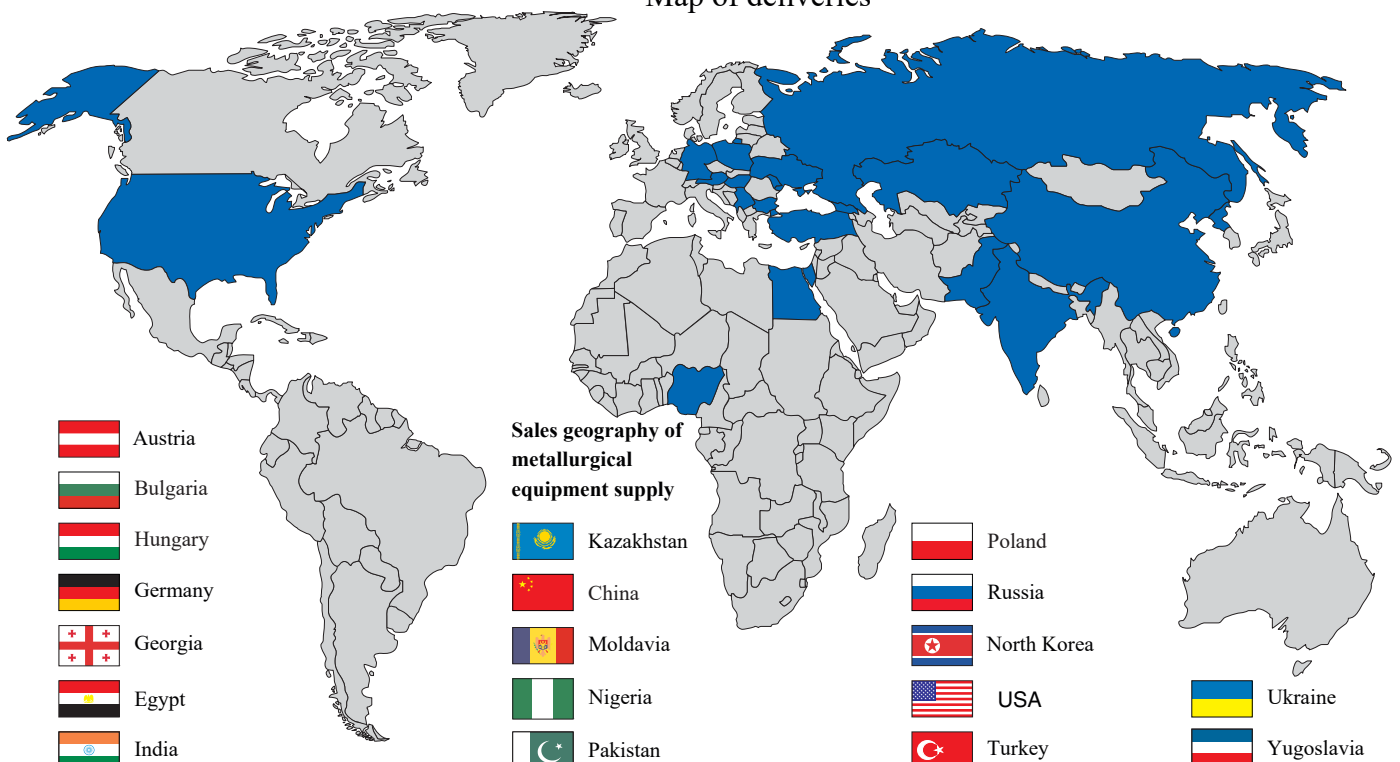 Map of deliveries
Sales geography of
metallurgical
equipment supply
Austria
Bulgaria
Hungary
Germany
Georgia
Egypt
India
Kazakhstan
China
Moldavia
Nigeria
Pakistan
Poland
Russia
North Korea
USA
Turkey
Ukraine
Yugoslavia